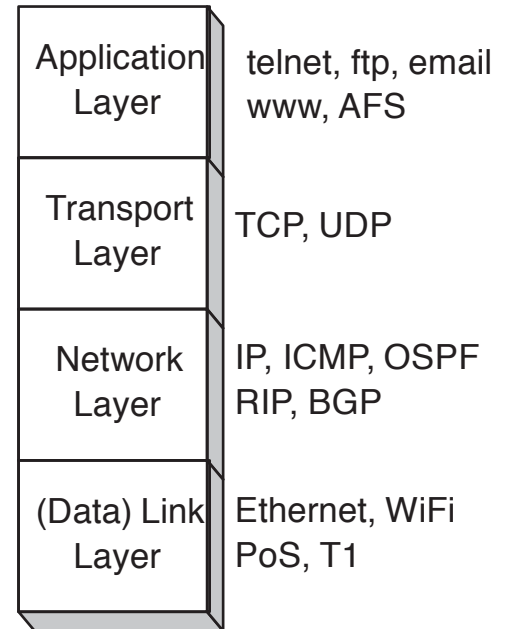 Application
Layer
telnet, ftp, email
www, AFS
Transport
Layer
TCP, UDP
Network
Layer
IP, ICMP, OSPF
RIP, BGP
(Data) Link
Layer
Ethernet, WiFi
PoS, T1